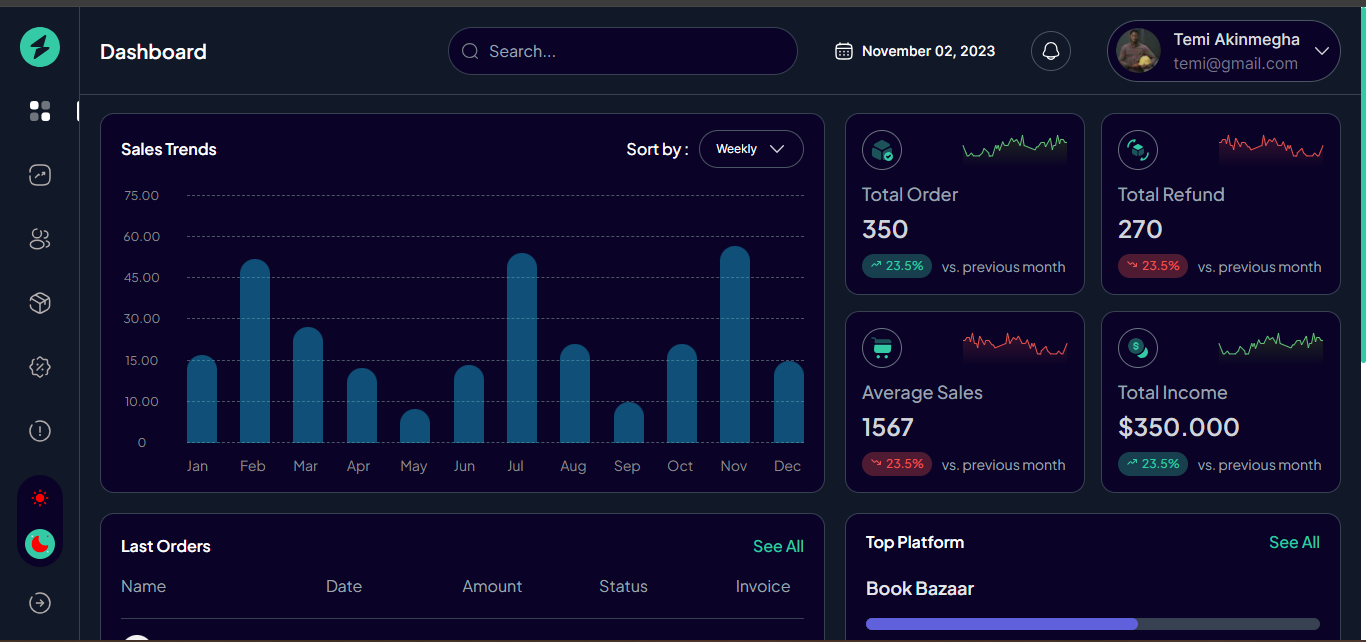 Dashboard
Search...
November 02, 2023
Temi Akinmegha
temi@gmail.com
Sales Trends
Sort by :
Weekly
75.00
60.00
45.00
30.00
15.00
10.00
0
Jan Feb Mar Apr May Jun Jul Aug Sep Oct Nov Dec
Total Order
350
23.5% vs. previous month
Total Refund
270
23.5% vs. previous month
Average Sales
1567
23.5% vs. previous month
Total Income
$350.000
23.5% vs. previous month
Last Orders
See All
Name Date Amount Status Invoice
Top Platform
See All
Book Bazaar